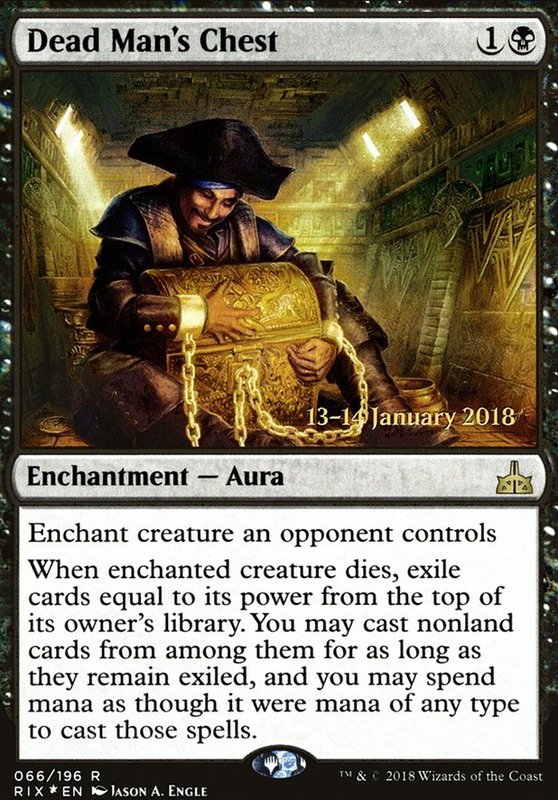 Dead Man's Chest 1
13-14 January 2018
Enchantment — Aura
Enchant creature an opponent controls
When enchanted creature dies, exile
cards equal to its power from the top of
its owner's library. You may cast nonland
cards from among them for as long as
they remain exiled, and you may spend
mana as though it were mana of any type
to cast those spells.
066/196 R
RIX★EN Jason A. Engle
™ & © 2018 Wizards of the Coast